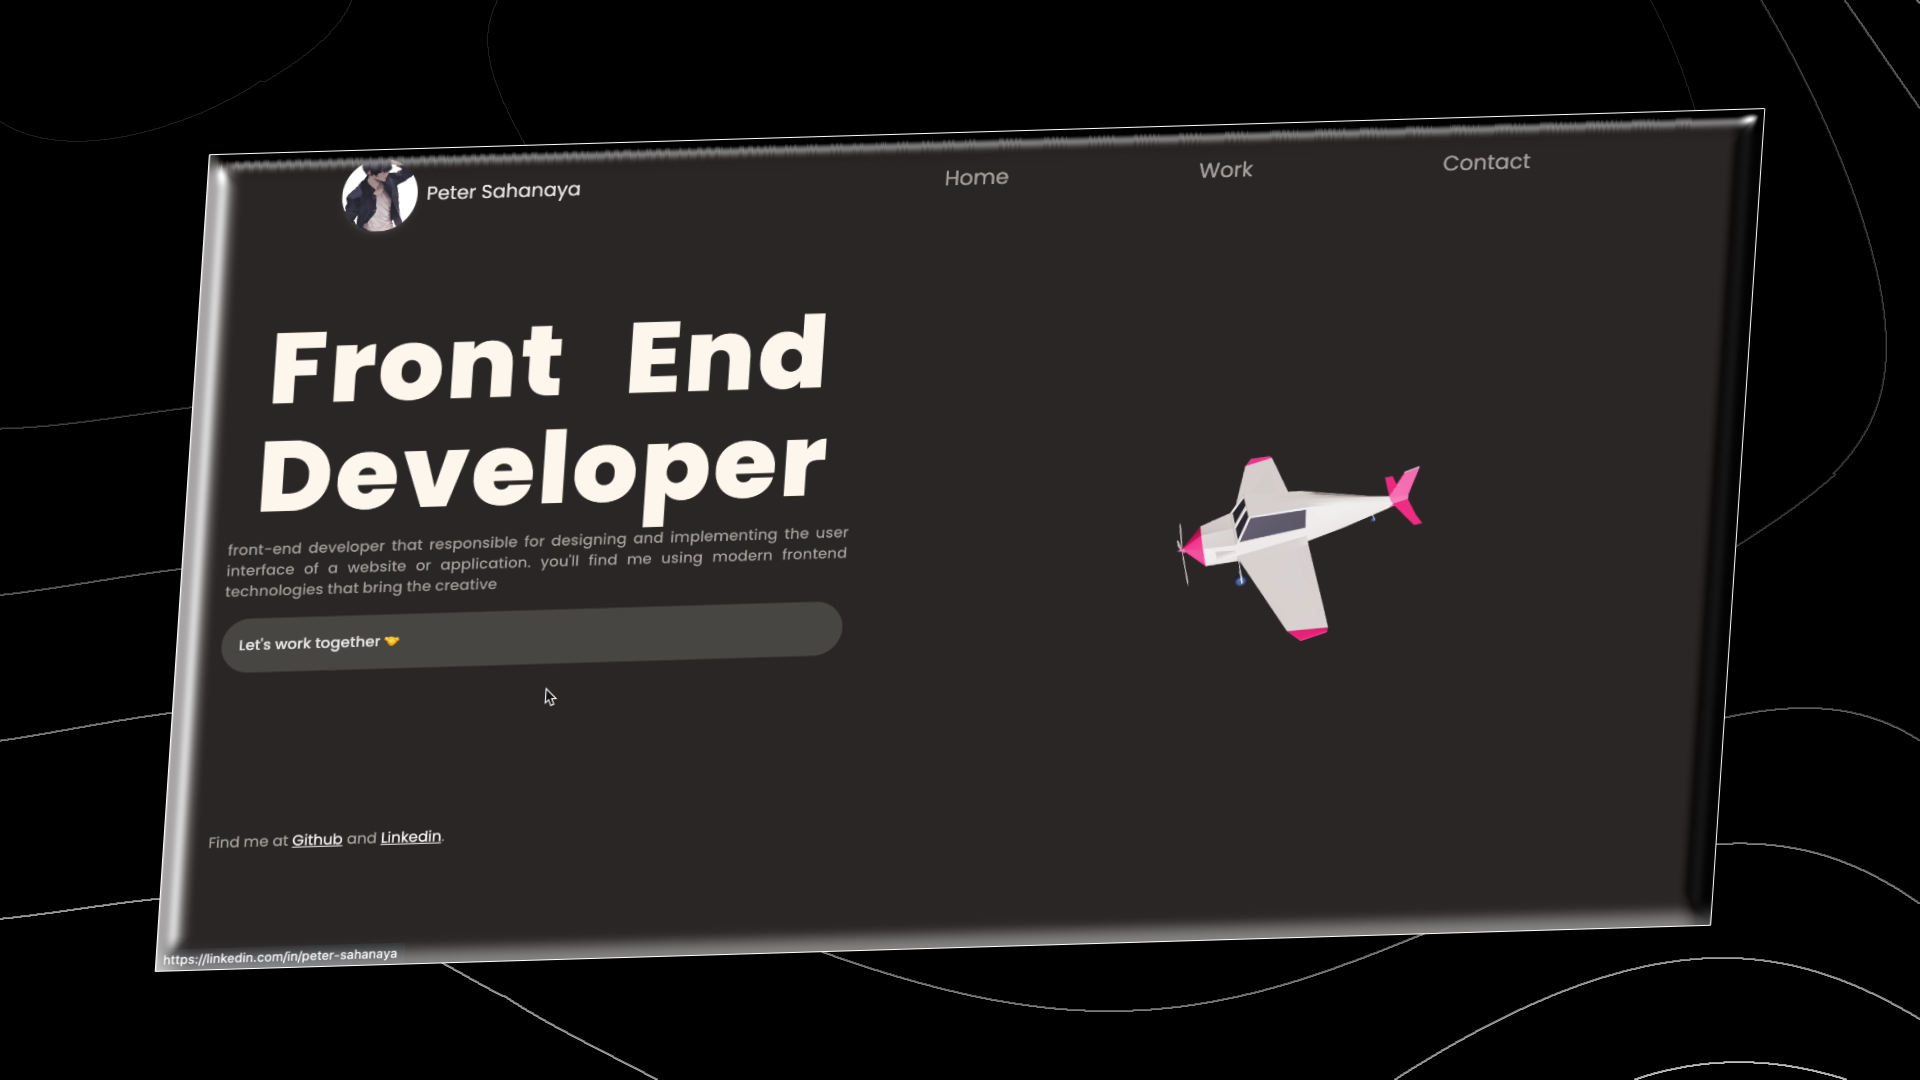 Peter Sahanaya
Home
Work
Contact
Front End
Developer
front-end developer that responsible for designing and implementing the user
interface of a website or application. you'll find me using modern frontend
technologies that bring the creative
Let's work together 🤝
Find me at Github and Linkedin.
https://linkedin.com/in/peter-sahanaya